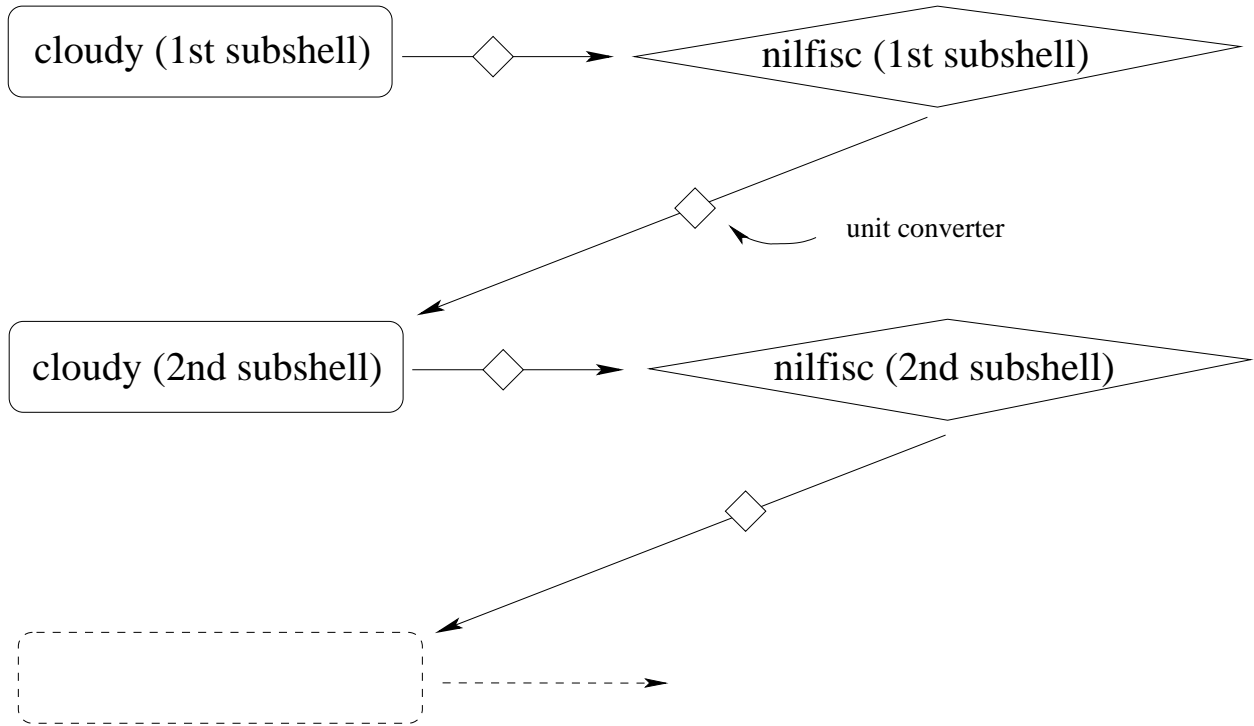 cloudy (1st subshell)
nilfisc (1st subshell)
unit converter
cloudy (2nd subshell)
nilfisc (2nd subshell)